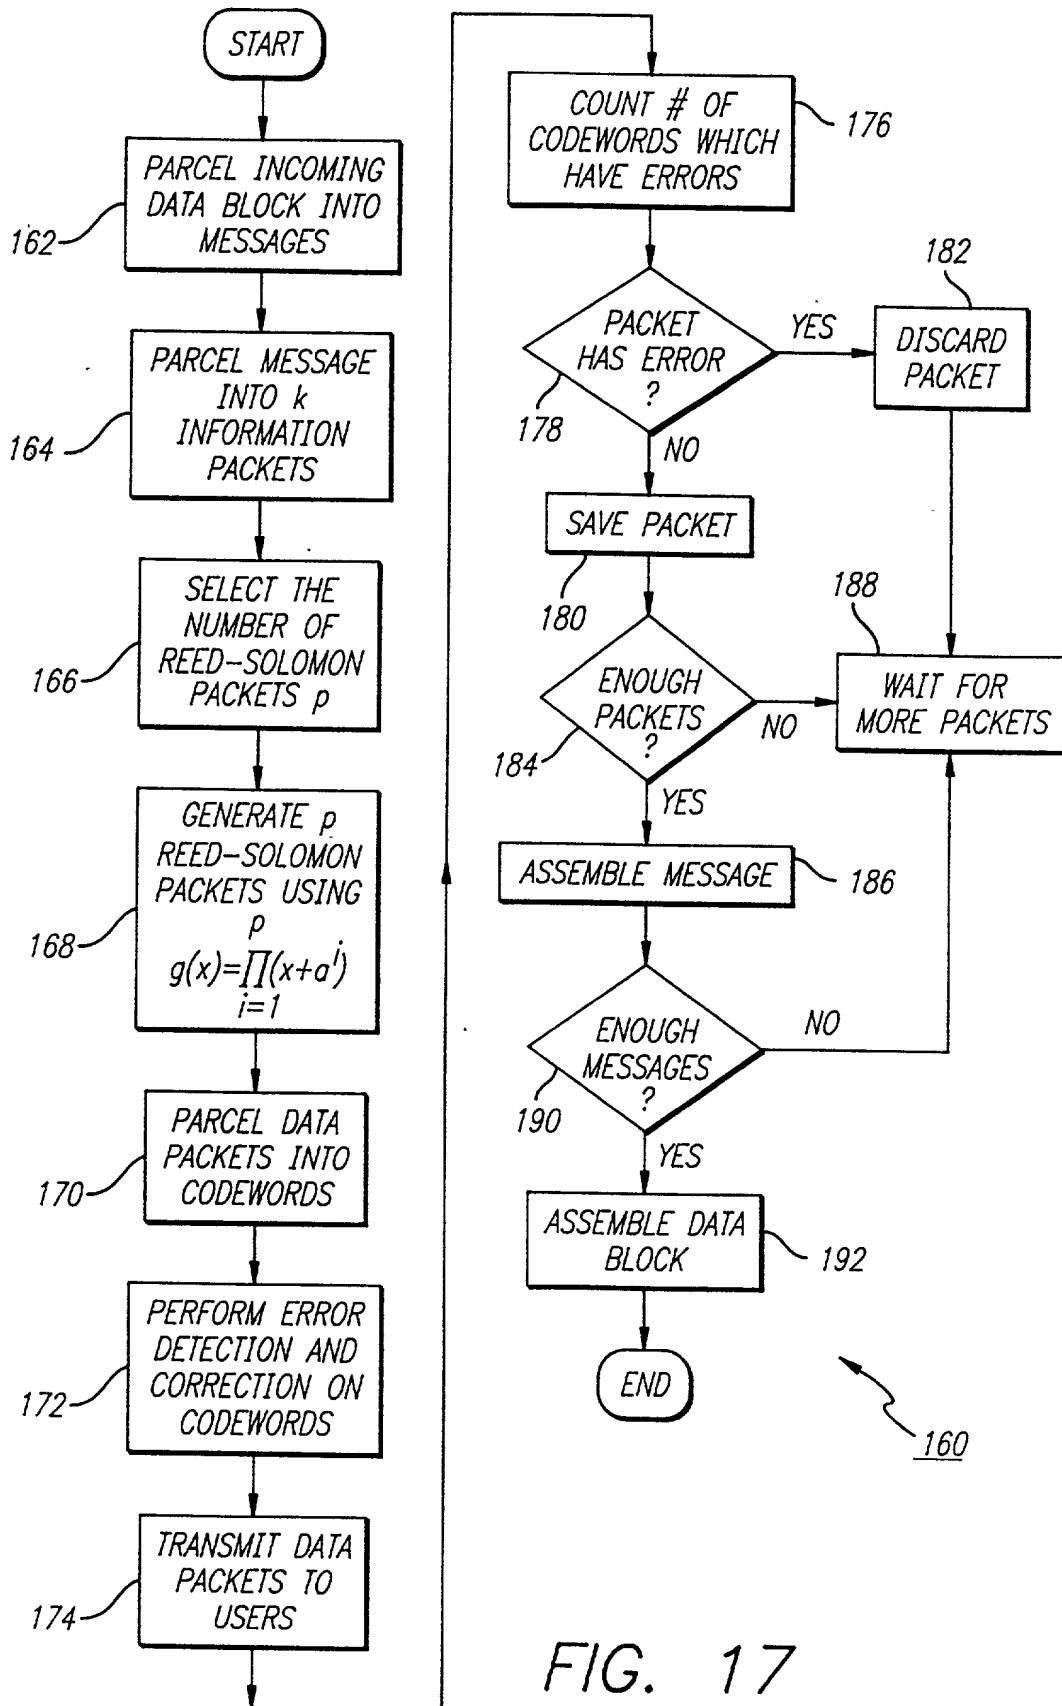 START
PARCEL INCOMING
DATA BLOCK INTO
MESSAGES
162
PARCEL MESSAGE
INTO k
INFORMATION
PACKETS
164
SELECT THE
NUMBER OF
REED-SOLOMON
PACKETS p
166
GENERATE p
REED-SOLOMON
PACKETS USING
p
g(x)=∏(x+a^i)
i=1
168
PARCEL DATA
PACKETS INTO
CODEWORDS
170
PERFORM ERROR
DETECTION AND
CORRECTION ON
CODEWORDS
172
TRANSMIT DATA
PACKETS TO
USERS
174
COUNT # OF
CODEWORDS WHICH
HAVE ERRORS
176
PACKET
HAS ERROR
?
178
YES
182
DISCARD
PACKET
NO
SAVE PACKET
180
ENOUGH
PACKETS
?
184
NO
188
WAIT FOR
MORE PACKETS
YES
ASSEMBLE MESSAGE
186
ENOUGH
MESSAGES
?
190
NO
YES
ASSEMBLE DATA
BLOCK
192
END
160
FIG. 17